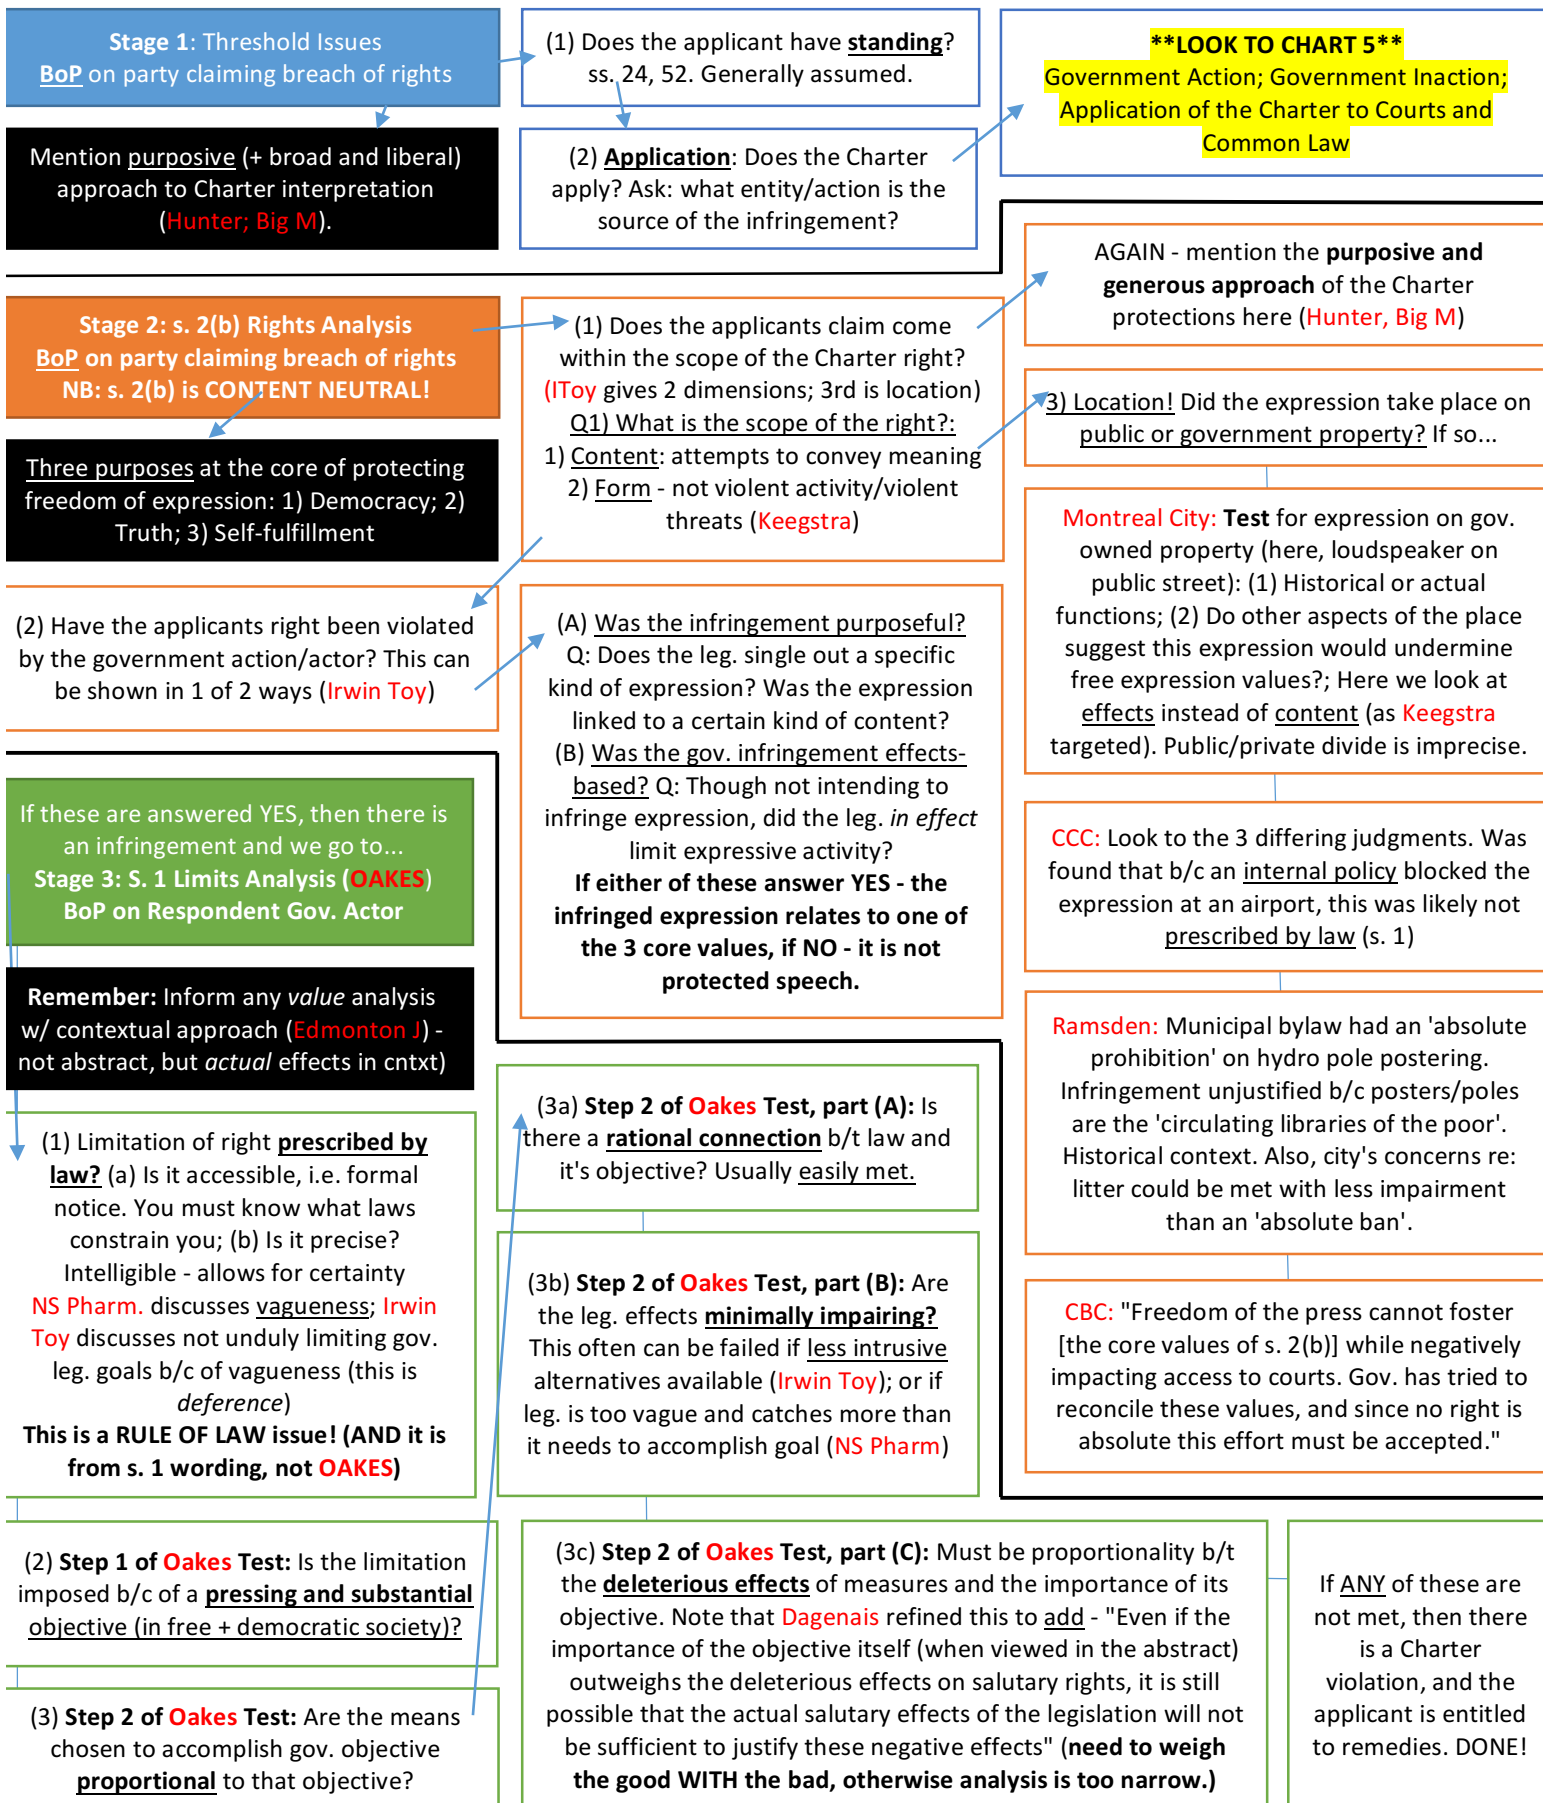 Stage 1: Threshold Issues
BoP on party claiming breach of rights
(1) Does the applicant have standing?
ss. 24, 52. Generally assumed.
**LOOK TO CHART 5**
Government Action; Government Inaction;
Application of the Charter to Courts and
Common Law
Mention purposive (+ broad and liberal)
approach to Charter interpretation
(Hunter; Big M).
(2) Application: Does the Charter
apply? Ask: what entity/action is the
source of the infringement?
Stage 2: s. 2(b) Rights Analysis
BoP on party claiming breach of rights
NB: s. 2(b) is CONTENT NEUTRAL!
Three purposes at the core of protecting
freedom of expression: 1) Democracy; 2)
Truth; 3) Self-fulfillment
(1) Does the applicants claim come
within the scope of the Charter right?
(IToy gives 2 dimensions; 3rd is location)
Q1) What is the scope of the right?:
1) Content: attempts to convey meaning
2) Form - not violent activity/violent
threats (Keegstra)
AGAIN - mention the purposive and
generous approach of the Charter
protections here (Hunter, Big M)
3) Location! Did the expression take place on
public or government property? If so...
Montreal City: Test for expression on gov.
owned property (here, loudspeaker on
public street): (1) Historical or actual
functions; (2) Do other aspects of the place
suggest this expression would undermine
free expression values?; Here we look at
effects instead of content (as Keegstra
targeted). Public/private divide is imprecise.
CCC: Look to the 3 differing judgments. Was
found that b/c an internal policy blocked the
expression at an airport, this was likely not
prescribed by law (s. 1)
Ramsden: Municipal bylaw had an 'absolute
prohibition' on hydro pole postering.
Infringement unjustified b/c posters/poles
are the 'circulating libraries of the poor'.
Historical context. Also, city's concerns re:
litter could be met with less impairment
than an 'absolute ban'.
CBC: "Freedom of the press cannot foster
[the core values of s. 2(b)] while negatively
impacting access to courts. Gov. has tried to
reconcile these values, and since no right is
absolute this effort must be accepted."
(2) Have the applicants right been violated
by the government action/actor? This can
be shown in 1 of 2 ways (Irwin Toy)
(A) Was the infringement purposeful?
Q: Does the leg. single out a specific
kind of expression? Was the expression
linked to a certain kind of content?
(B) Was the gov. infringement effects-
based? Q: Though not intending to
infringe expression, did the leg. in effect
limit expressive activity?
If either of these answer YES - the
infringed expression relates to one of
the 3 core values, if NO - it is not
protected speech.
If these are answered YES, then there is
an infringement and we go to...
Stage 3: S. 1 Limits Analysis (OAKES)
BoP on Respondent Gov. Actor
Remember: Inform any value analysis
w/ contextual approach (Edmonton J) -
not abstract, but actual effects in cntxt)
(1) Limitation of right prescribed by
law? (a) Is it accessible, i.e. formal
notice. You must know what laws
constrain you; (b) Is it precise?
Intelligible - allows for certainty
NS Pharm. discusses vagueness; Irwin
Toy discusses not unduly limiting gov.
leg. goals b/c of vagueness (this is
deference)
This is a RULE OF LAW issue! (AND it is
from s. 1 wording, not OAKES)
(2) Step 1 of Oakes Test: Is the limitation
imposed b/c of a pressing and substantial
objective (in free + democratic society)?
(3) Step 2 of Oakes Test: Are the means
chosen to accomplish gov. objective
proportional to that objective?
(3a) Step 2 of Oakes Test, part (A): Is
there a rational connection b/t law and
it's objective? Usually easily met.
(3b) Step 2 of Oakes Test, part (B): Are
the leg. effects minimally impairing?
This often can be failed if less intrusive
alternatives available (Irwin Toy); or if
leg. is too vague and catches more than
it needs to accomplish goal (NS Pharm)
(3c) Step 2 of Oakes Test, part (C): Must be proportionality b/t
the deleterious effects of measures and the importance of its
objective. Note that Dagenais refined this to add - "Even if the
importance of the objective itself (when viewed in the abstract)
outweighs the deleterious effects on salutary rights, it is still
possible that the actual salutary effects of the legislation will not
be sufficient to justify these negative effects" (need to weigh
the good WITH the bad, otherwise analysis is too narrow.)
If ANY of these are
not met, then there
is a Charter
violation, and the
applicant is entitled
to remedies. DONE!